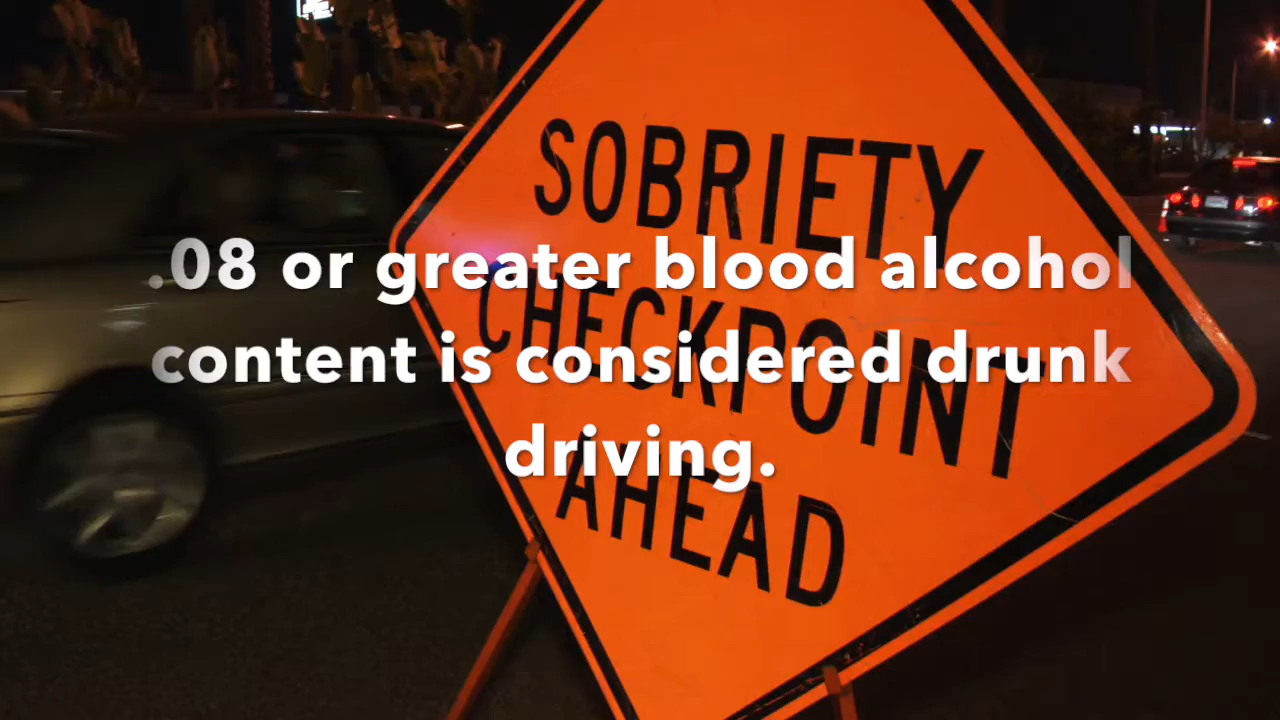 SOBRIETY
CHECKPOINT
AHEAD
.08 or greater blood alcohol
content is considered drunk
driving.